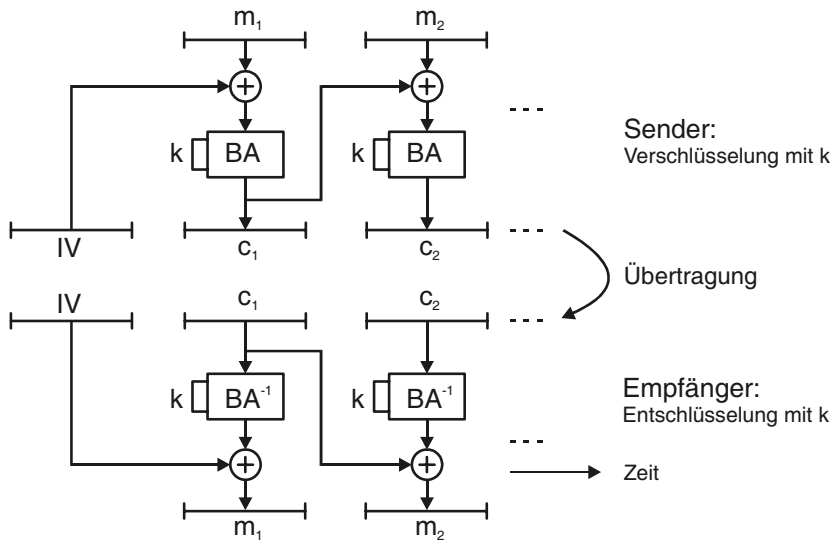 m₁ m₂
k BA k BA
Sender:
Verschlüsselung mit k
IV c₁ c₂
Übertragung
IV c₁ c₂
k BA⁻¹ k BA⁻¹
Empfänger:
Entschlüsselung mit k
Zeit
m₁ m₂